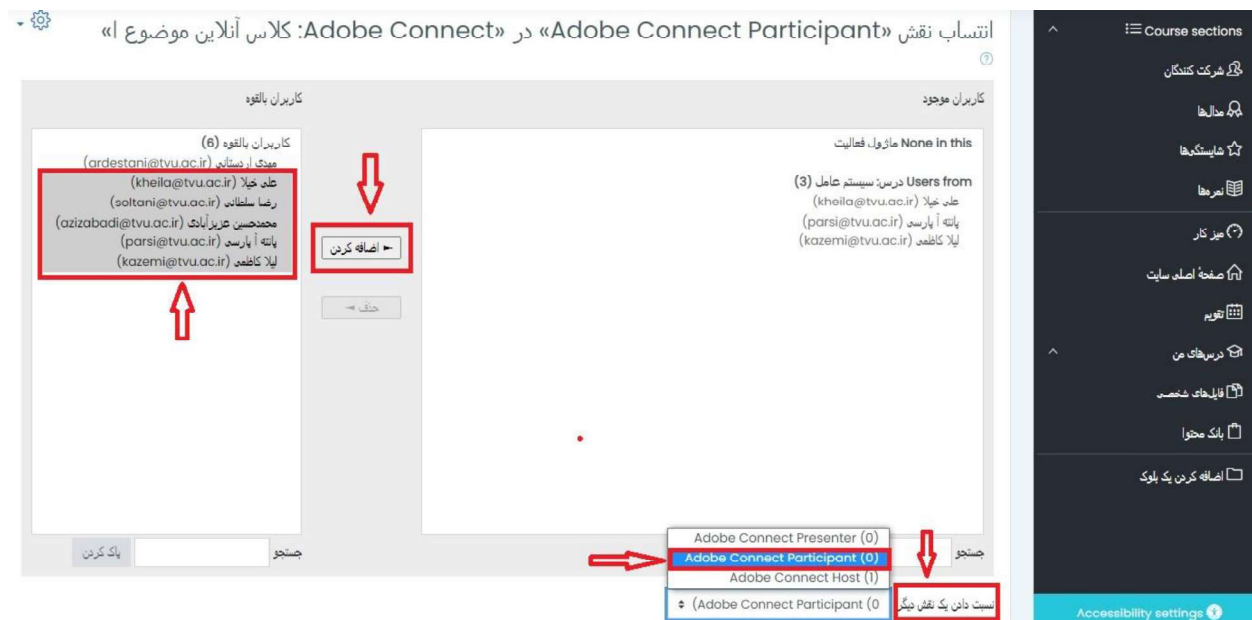 انتساب نقش «Adobe Connect Participant» در «Adobe Connect: کلاس آنلاین موضوع ا»
کاربران موجود
None in this ماژول فعالیت
Users from درس: سیستم عامل (3)
علی خیلا (kheila@tvu.ac.ir)
پانته آ پارسی (parsi@tvu.ac.ir)
لیلا کاظمی (kazemi@tvu.ac.ir)
جستجو
◄ اضافه کردن
حذف ►
کاربران بالقوه
کاربران بالقوه (6)
مهدی اردستانی (ardestani@tvu.ac.ir)
علی خیلا (kheila@tvu.ac.ir)
رضا سلطانی (soltani@tvu.ac.ir)
محمدحسین عزیزآبادی (azizabadi@tvu.ac.ir)
پانته آ پارسی (parsi@tvu.ac.ir)
لیلا کاظمی (kazemi@tvu.ac.ir)
جستجو
پاک کردن
Adobe Connect Presenter (0)
Adobe Connect Participant (0)
Adobe Connect Host (1)
نسبت دادن یک نقش دیگر
(Adobe Connect Participant (0
Course sections
شرکت کنندگان
مدال‌ها
شایستگی‌ها
نمره‌ها
میز کار
صفحهٔ اصلی سایت
تقویم
درس‌های من
فایل‌های شخصی
بانک محتوا
اضافه کردن یک بلوک
Accessibility settings